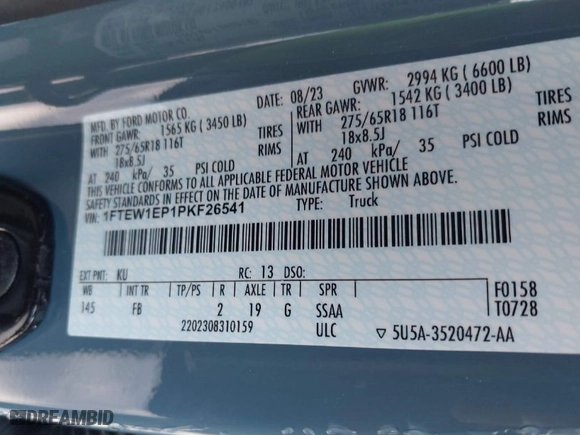 MFD. BY FORD MOTOR CO.
DATE: 08/23 GVWR: 2994 KG ( 6600 LB)
FRONT GAWR: 1565 KG ( 3450 LB) REAR GAWR: 1542 KG ( 3400 LB)
WITH 275/65R18 116T TIRES WITH 275/65R18 116T TIRES
18x8.5J RIMS 18x8.5J RIMS
AT 240 kPa/ 35 PSI COLD AT 240 kPa/ 35 PSI COLD
THIS VEHICLE CONFORMS TO ALL APPLICABLE FEDERAL MOTOR VEHICLE
SAFETY STANDARDS IN EFFECT ON THE DATE OF MANUFACTURE SHOWN ABOVE.
VIN: 1FTEW1EP1PKF26541 TYPE: Truck
EXT PNT: KU RC: 13 DSO: F0158
WB INT TR TP/PS R AXLE TR SPR T0728
145 FB 2 19 G SSAA
2202308310159 ULC ▽ 5U5A-3520472-AA
DREAMBID